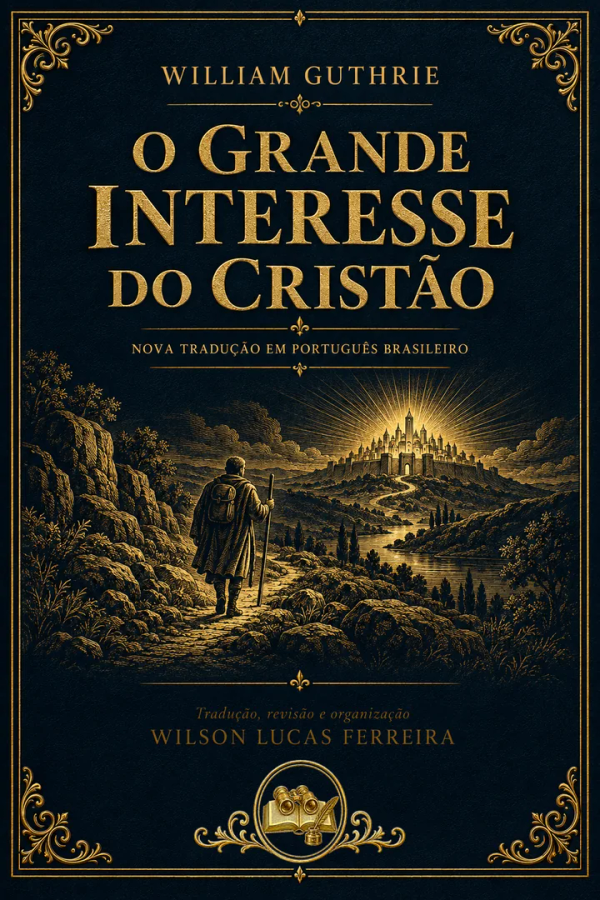 WILLIAM GUTHRIE
O GRANDE
INTERESSE
DO CRISTÃO
NOVA TRADUÇÃO EM PORTUGUÊS BRASILEIRO
Tradução, revisão e organização
WILSON LUCAS FERREIRA